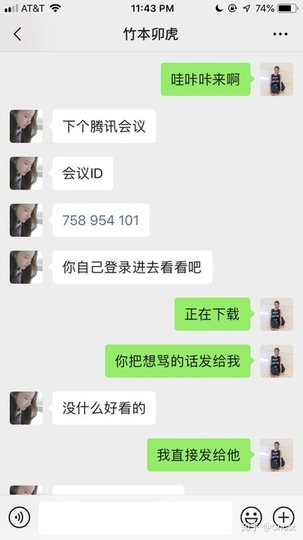 AT&T
11:43 PM
74%
竹本卯虎
哇咔咔来啊
下个腾讯会议
会议ID
758 954 101
你自己登录进去看看吧
正在下载
你把想骂的话发给我
没什么好看的
我直接发给他
知乎 @Ghost